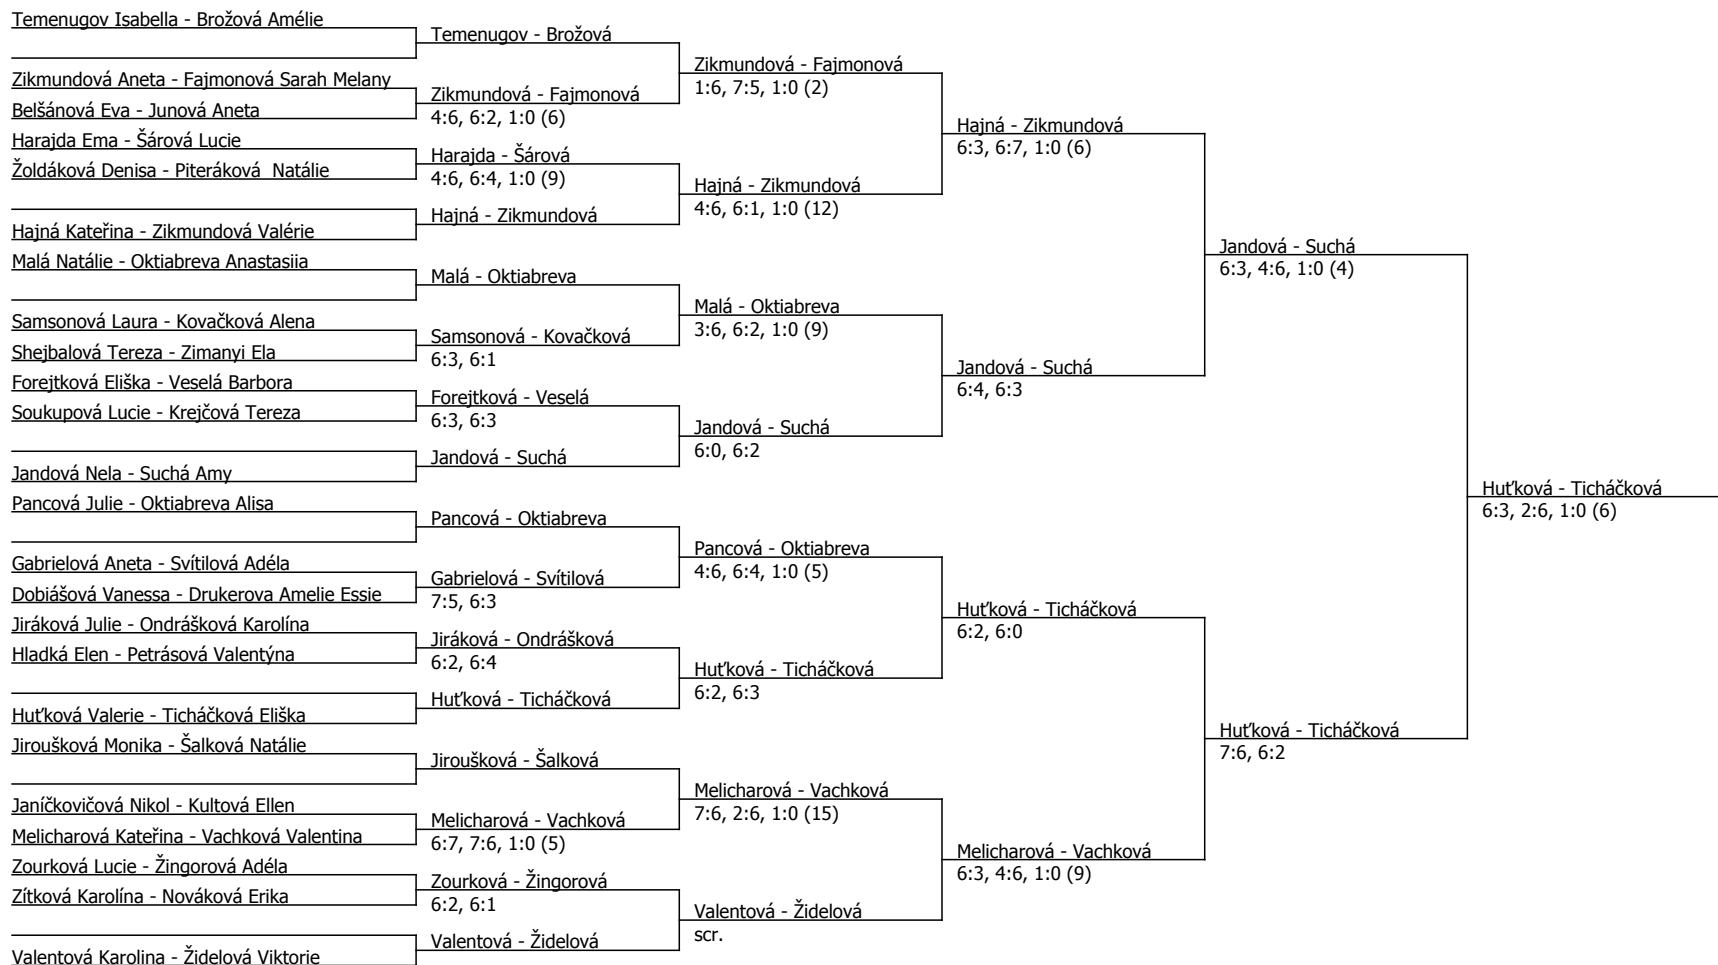 Temenugov Isabella - Brožová Amélie
Zikmundová Aneta - Fajmonová Sarah Melany
Belšánová Eva - Junová Aneta
Harajda Ema - Šárová Lucie
Žoldáková Denisa - Piteráková  Natálie
Hajná Kateřina - Zikmundová Valérie
Malá Natálie - Oktiabreva Anastasiia
Samsonová Laura - Kovačková Alena
Shejbalová Tereza - Zimanyi Ela
Forejtková Eliška - Veselá Barbora
Soukupová Lucie - Krejčová Tereza
Jandová Nela - Suchá Amy
Pancová Julie - Oktiabreva Alisa
Gabrielová Aneta - Svítilová Adéla
Dobiášová Vanessa - Drukerova Amelie Essie
Jiráková Julie - Ondrášková Karolína
Hladká Elen - Petrásová Valentýna
Huťková Valerie - Ticháčková Eliška
Jiroušková Monika - Šalková Natálie
Janíčkovičová Nikol - Kultová Ellen
Melicharová Kateřina - Vachková Valentina
Zourková Lucie - Žingorová Adéla
Zítková Karolína - Nováková Erika
Valentová Karolina - Židelová Viktorie
Temenugov - Brožová
Zikmundová - Fajmonová
4:6, 6:2, 1:0 (6)
Harajda - Šárová
4:6, 6:4, 1:0 (9)
Hajná - Zikmundová
Malá - Oktiabreva
Samsonová - Kovačková
6:3, 6:1
Forejtková - Veselá
6:3, 6:3
Jandová - Suchá
Pancová - Oktiabreva
Gabrielová - Svítilová
7:5, 6:3
Jiráková - Ondrášková
6:2, 6:4
Huťková - Ticháčková
Jiroušková - Šalková
Melicharová - Vachková
6:7, 7:6, 1:0 (5)
Zourková - Žingorová
6:2, 6:1
Valentová - Židelová
Zikmundová - Fajmonová
1:6, 7:5, 1:0 (2)
Hajná - Zikmundová
4:6, 6:1, 1:0 (12)
Malá - Oktiabreva
3:6, 6:2, 1:0 (9)
Jandová - Suchá
6:0, 6:2
Pancová - Oktiabreva
4:6, 6:4, 1:0 (5)
Huťková - Ticháčková
6:2, 6:3
Melicharová - Vachková
7:6, 2:6, 1:0 (15)
Valentová - Židelová
scr.
Hajná - Zikmundová
6:3, 6:7, 1:0 (6)
Jandová - Suchá
6:4, 6:3
Huťková - Ticháčková
6:2, 6:0
Melicharová - Vachková
6:3, 4:6, 1:0 (9)
Jandová - Suchá
6:3, 4:6, 1:0 (4)
Huťková - Ticháčková
7:6, 6:2
Huťková - Ticháčková
6:3, 2:6, 1:0 (6)